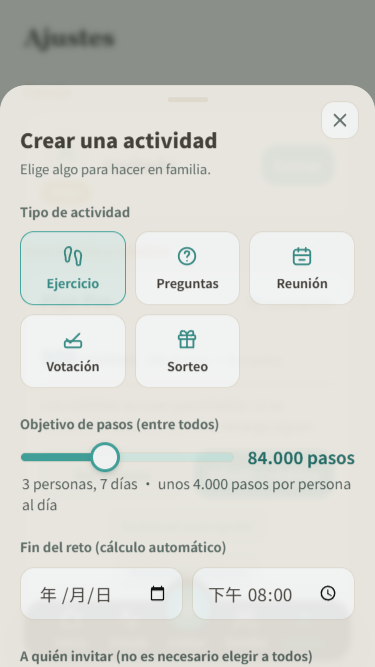 Ajustes
Crear una actividad
Elige algo para hacer en familia.
Tipo de actividad
Ejercicio
Preguntas
Reunión
Votación
Sorteo
Objetivo de pasos (entre todos)
84.000 pasos
3 personas, 7 días • unos 4.000 pasos por persona
al día
Fin del reto (cálculo automático)
年 /月/日
下午 08:00
A quién invitar (no es necesario elegir a todos)